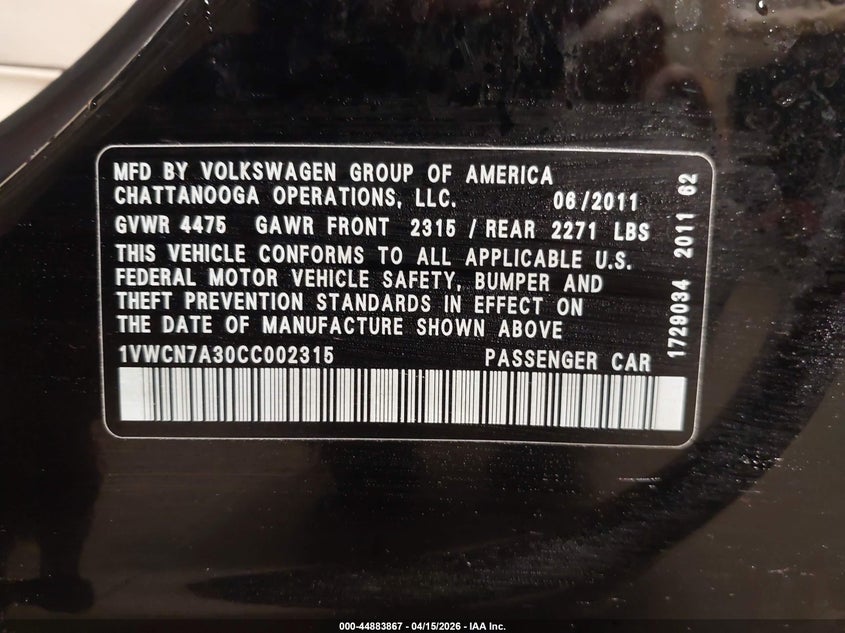 MFD BY VOLKSWAGEN GROUP OF AMERICA
CHATTANOOGA OPERATIONS, LLC. 06/2011
GVWR 4475 GAWR FRONT 2315 / REAR 2271 LBS
THIS VEHICLE CONFORMS TO ALL APPLICABLE U.S.
FEDERAL MOTOR VEHICLE SAFETY, BUMPER AND
THEFT PREVENTION STANDARDS IN EFFECT ON
THE DATE OF MANUFACTURE SHOWN ABOVE
1VWCN7A30CC002315 PASSENGER CAR
1729034 2011 62
000-44883867 - 04/15/2026 - IAA Inc.